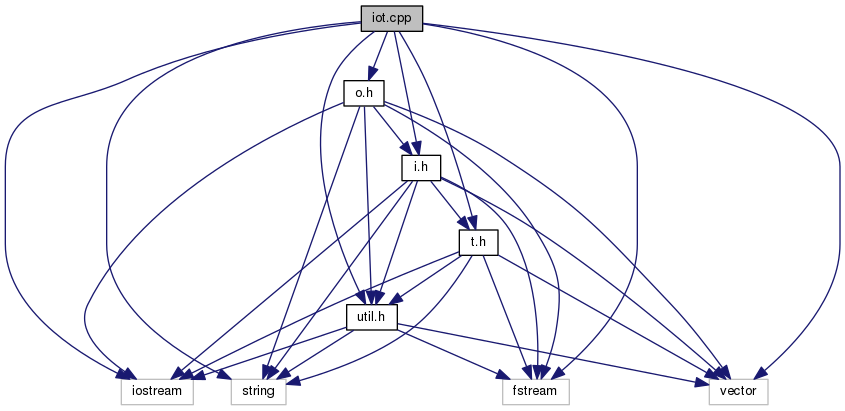 iot.cpp
o.h
i.h
t.h
util.h
iostream
string
fstream
vector